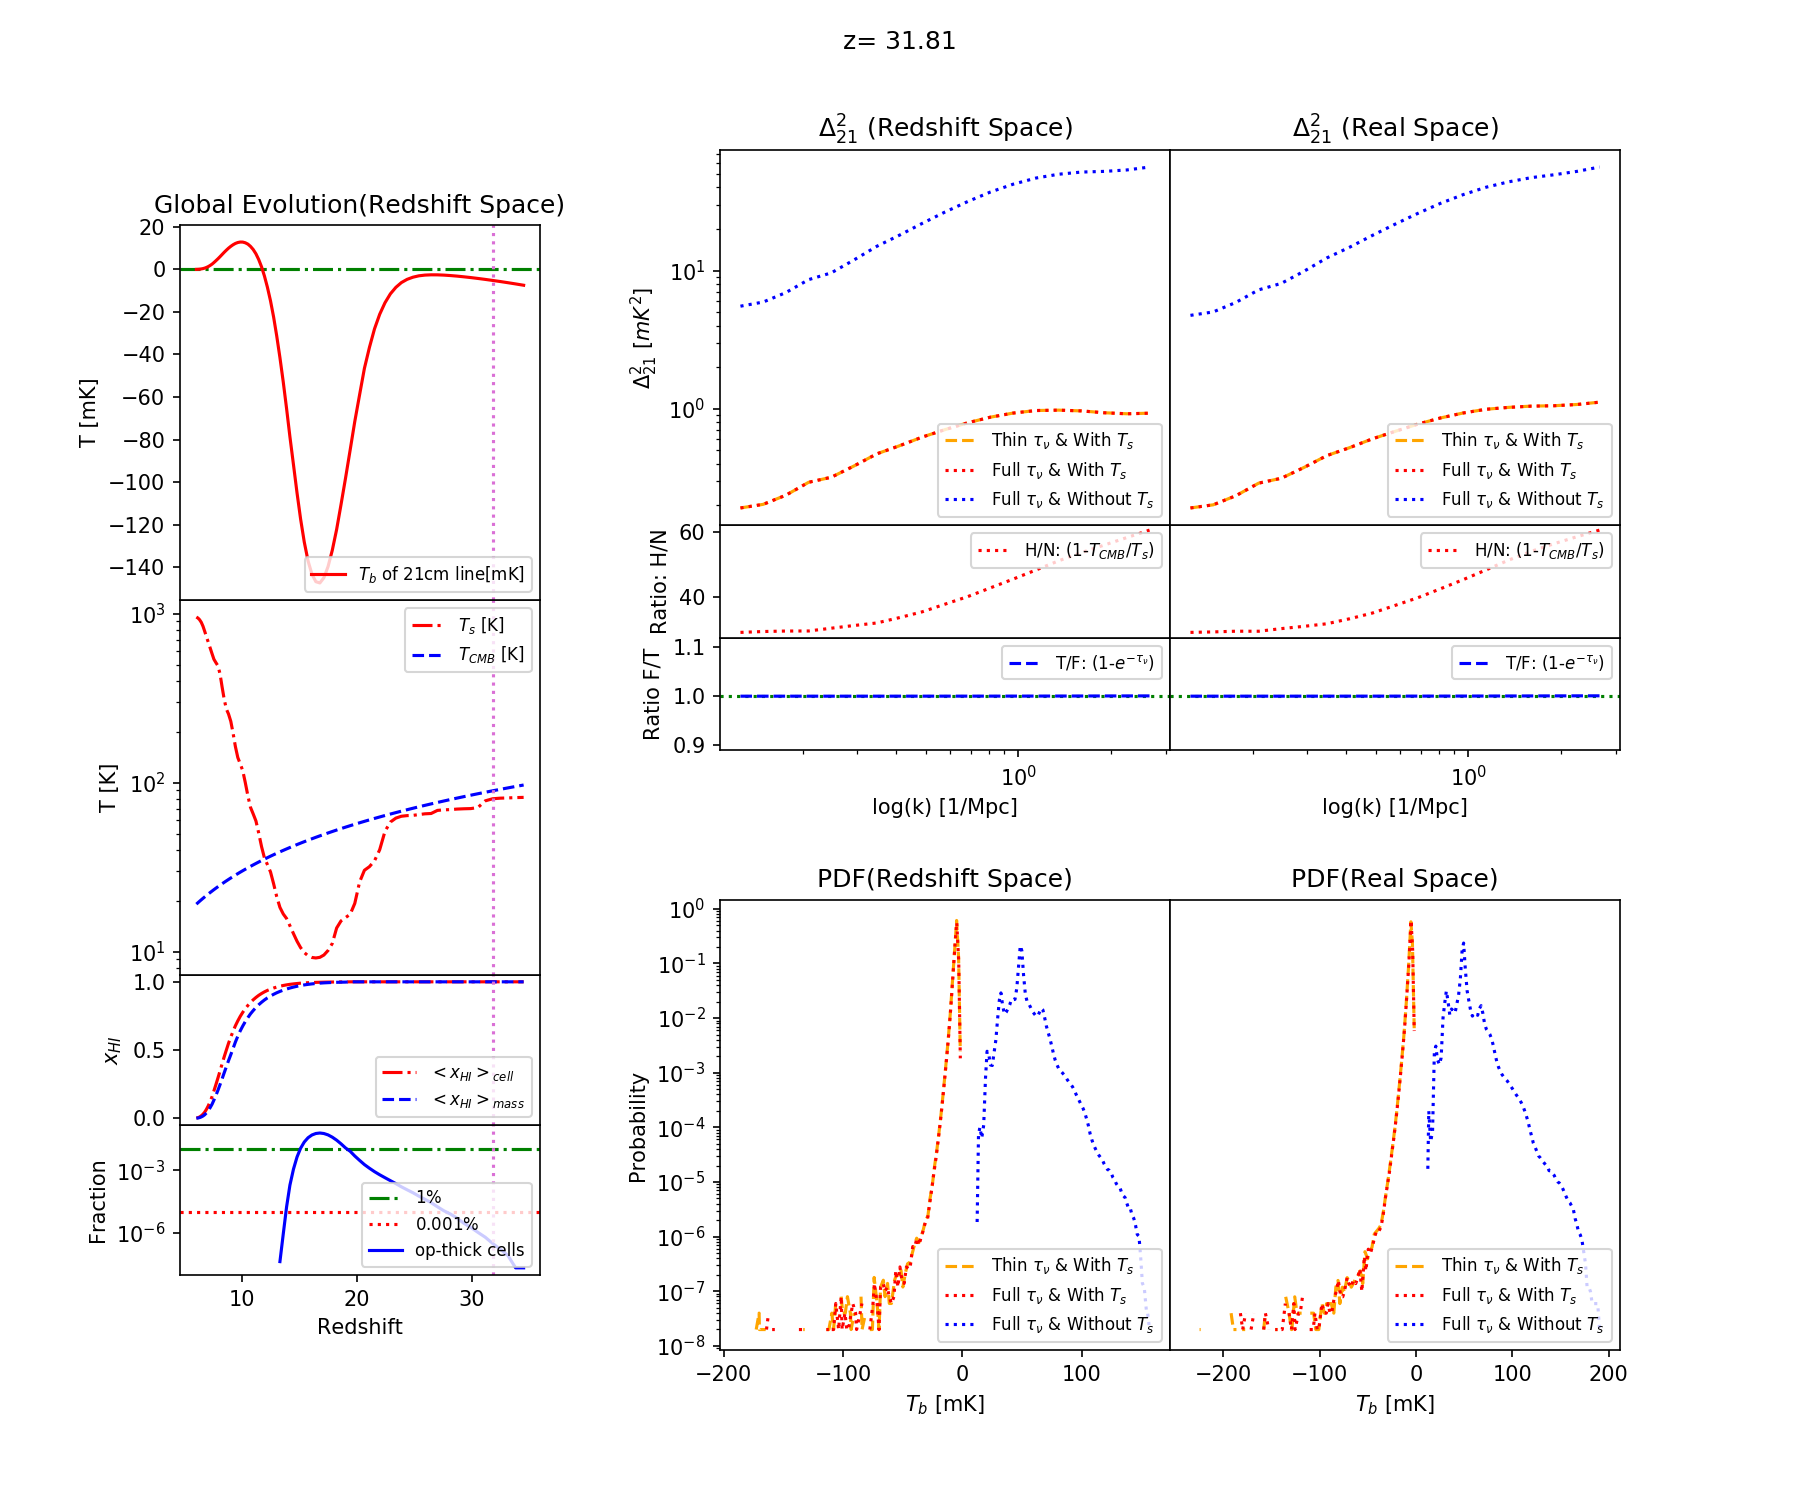 z= 31.81
Global Evolution(Redshift Space)
20
0
−20
−40
−60
−80
−100
−120
−140
T [mK]
T_b of 21cm line[mK]
10^3
10^2
10^1
T [K]
T_s [K]
T_CMB [K]
1.0
0.5
0.0
x_HI
<x_HI>_cell
<x_HI>_mass
10^−3
10^−6
Fraction
1%
0.001%
op-thick cells
10 20 30
Redshift
Δ²₂₁ (Redshift Space)
Δ²₂₁ (Real Space)
10^1
10^0
Δ²₂₁ [mK²]
Thin τ_ν & With T_s
Full τ_ν & With T_s
Full τ_ν & Without T_s
Thin τ_ν & With T_s
Full τ_ν & With T_s
Full τ_ν & Without T_s
60
40
Ratio: H/N
H/N: (1-T_CMB/T_s)
H/N: (1-T_CMB/T_s)
1.1
1.0
0.9
Ratio F/T
T/F: (1-e^−τ_ν)
T/F: (1-e^−τ_ν)
10^0
10^0
log(k) [1/Mpc]
log(k) [1/Mpc]
PDF(Redshift Space)
PDF(Real Space)
10^0
10^−1
10^−2
10^−3
10^−4
10^−5
10^−6
10^−7
10^−8
Probability
Thin τ_ν & With T_s
Full τ_ν & With T_s
Full τ_ν & Without T_s
Thin τ_ν & With T_s
Full τ_ν & With T_s
Full τ_ν & Without T_s
−200 −100 0 100
−200 −100 0 100 200
T_b [mK]
T_b [mK]